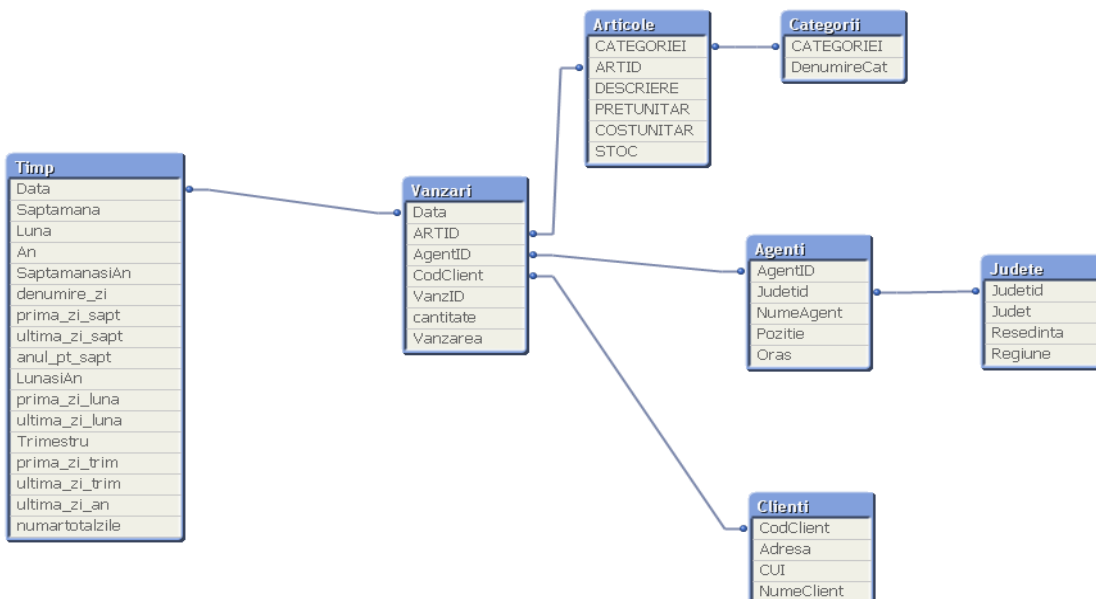 Articole
CATEGORIEI
ARTID
DESCRIERE
PRETUNITAR
COSTUNITAR
STOC
Categorii
CATEGORIEI
DenumireCat
Timp
Data
Saptamana
Luna
An
SaptamanasiAn
denumire_zi
prima_zi_sapt
ultima_zi_sapt
anul_pt_sapt
LunasiAn
prima_zi_luna
ultima_zi_luna
Trimestru
prima_zi_trim
ultima_zi_trim
ultima_zi_an
numartotalzile
Vanzari
Data
ARTID
AgentID
CodClient
VanzID
cantitate
Vanzarea
Agenti
AgentID
Judetid
NumeAgent
Pozitie
Oras
Judete
Judetid
Judet
Resedinta
Regiune
Clienti
CodClient
Adresa
CUI
NumeClient